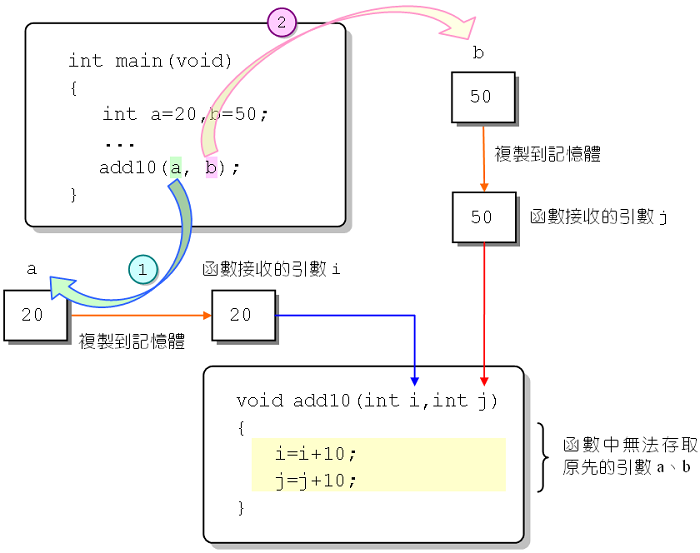 2
int main(void)
{
int a=20,b=50;
...
add10(a, b);
}
b
50
複製到記憶體
50
函數接收的引數 j
1
a
函數接收的引數 i
20
20
複製到記憶體
void add10(int i,int j)
{
i=i+10;
j=j+10;
}
函數中無法存取
原先的引數 a、b